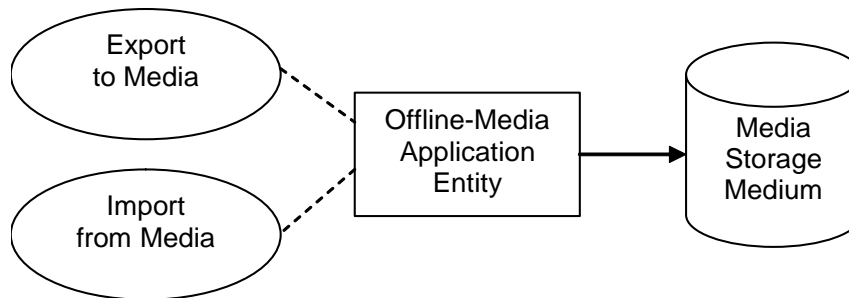 Export
to Media
Offline-Media
Application
Entity
Media
Storage
Medium
Import
from Media